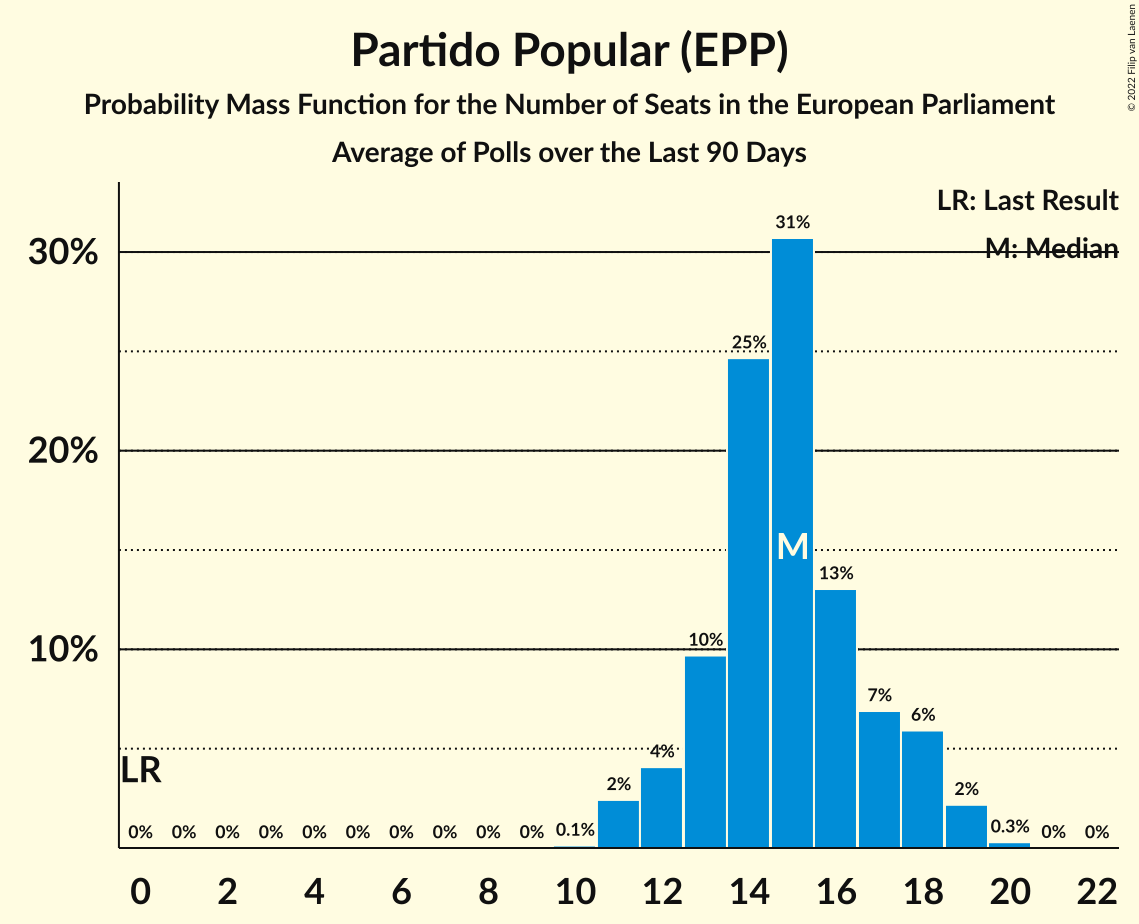 Partido Popular (EPP)
Probability Mass Function for the Number of Seats in the European Parliament
Average of Polls over the Last 90 Days
© 2022 Filip van Laenen
LR: Last Result
M: Median
30%
20%
10%
LR
M
0% 0% 0% 0% 0% 0% 0% 0% 0% 0% 0.1% 2% 4% 10% 25% 31% 13% 7% 6% 2% 0.3% 0% 0%
0 2 4 6 8 10 12 14 16 18 20 22